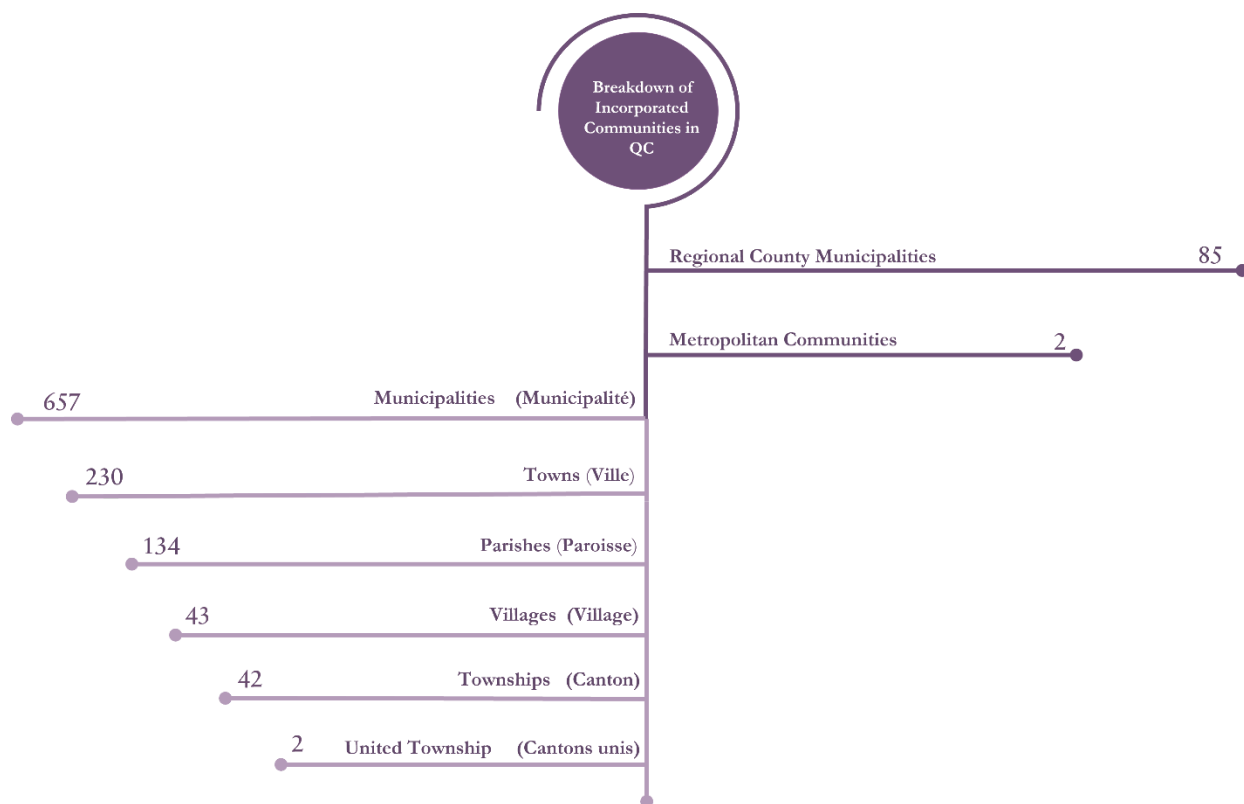 Breakdown of
Incorporated
Communities in
QC
Regional County Municipalities 85
Metropolitan Communities 2
657 Municipalities (Municipalité)
230 Towns (Ville)
134 Parishes (Paroisse)
43 Villages (Village)
42 Townships (Canton)
2 United Township (Cantons unis)